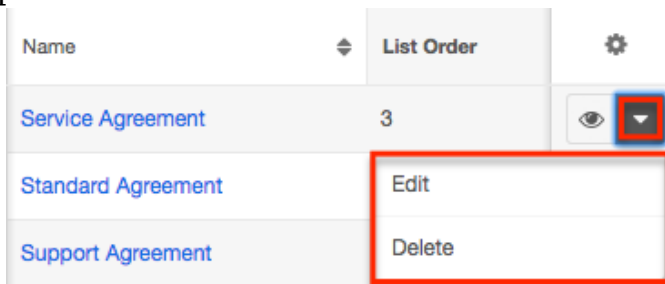 Name List Order
Service Agreement 3
Standard Agreement Edit
Support Agreement Delete